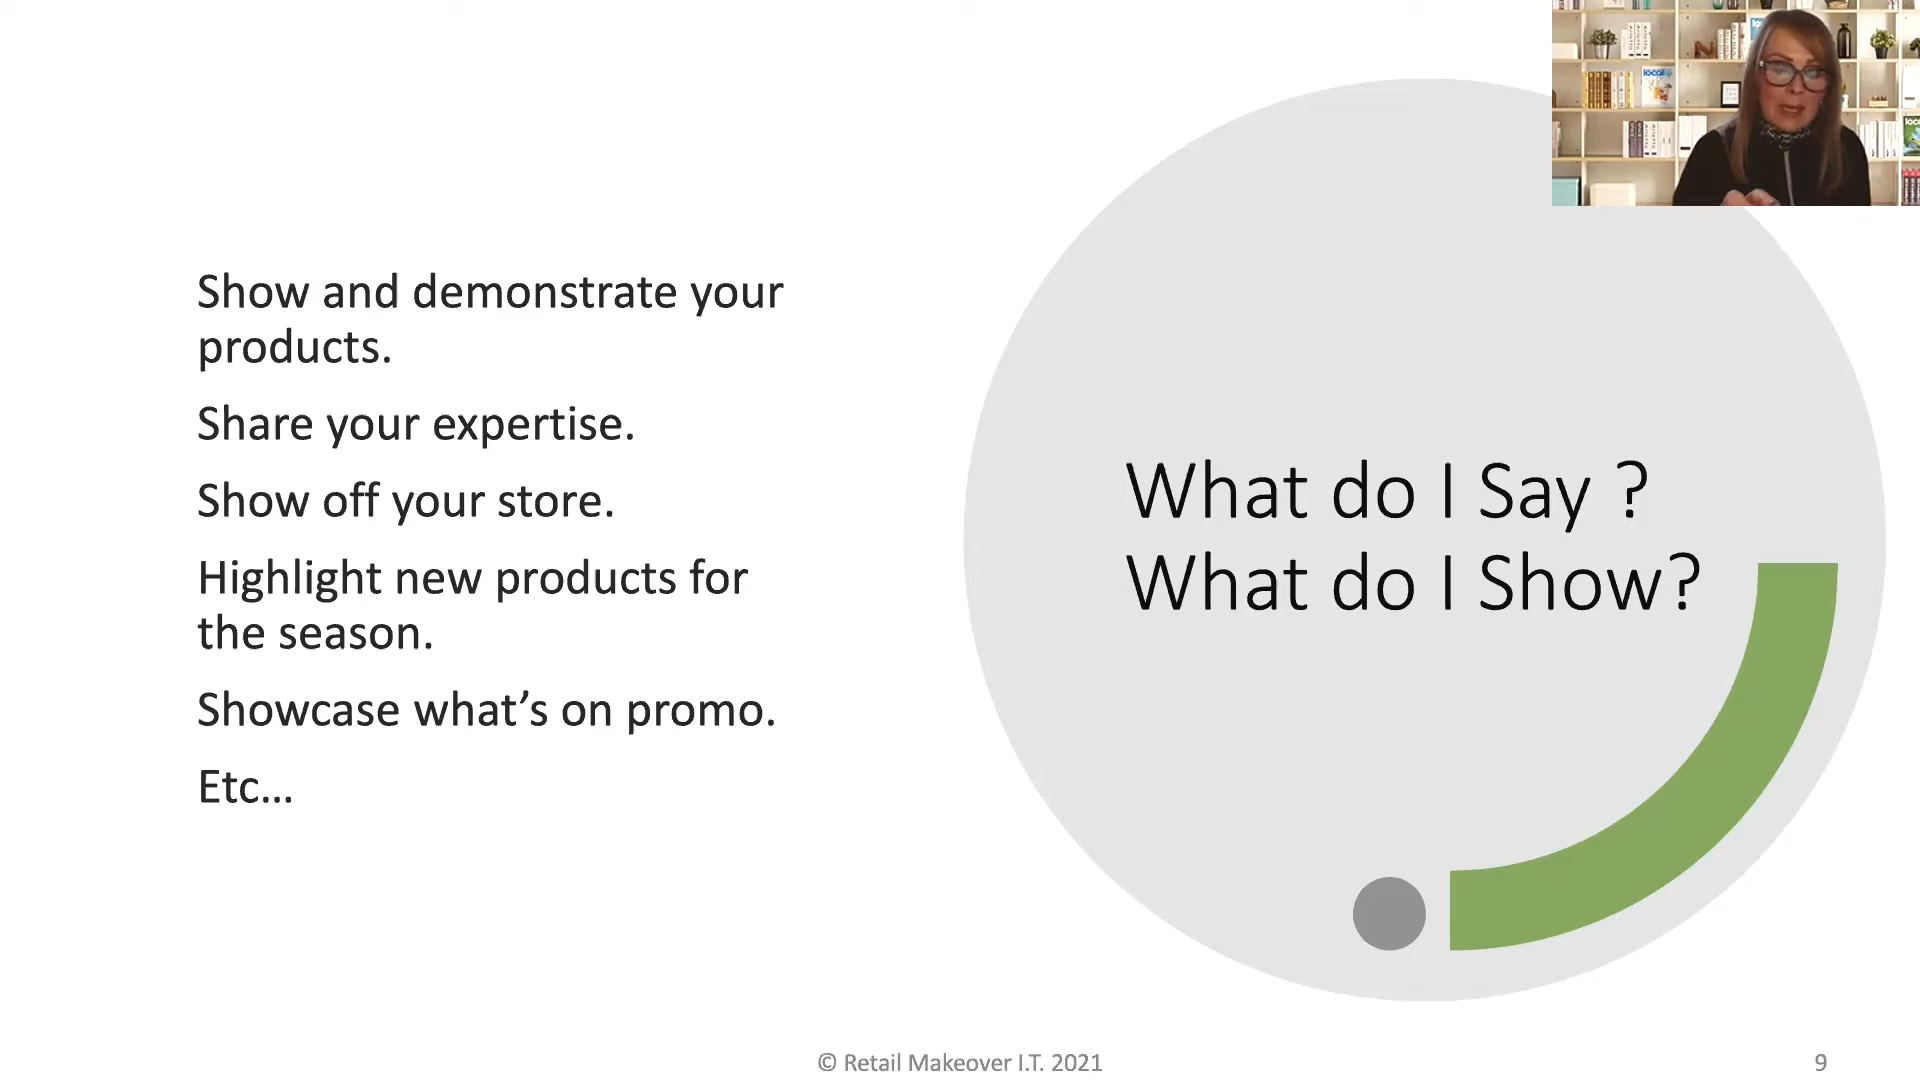 Show and demonstrate your
products.
Share your expertise.
Show off your store.
Highlight new products for
the season.
Showcase what’s on promo.
Etc…
What do I Say ?
What do I Show?
© Retail Makeover I.T. 2021
9